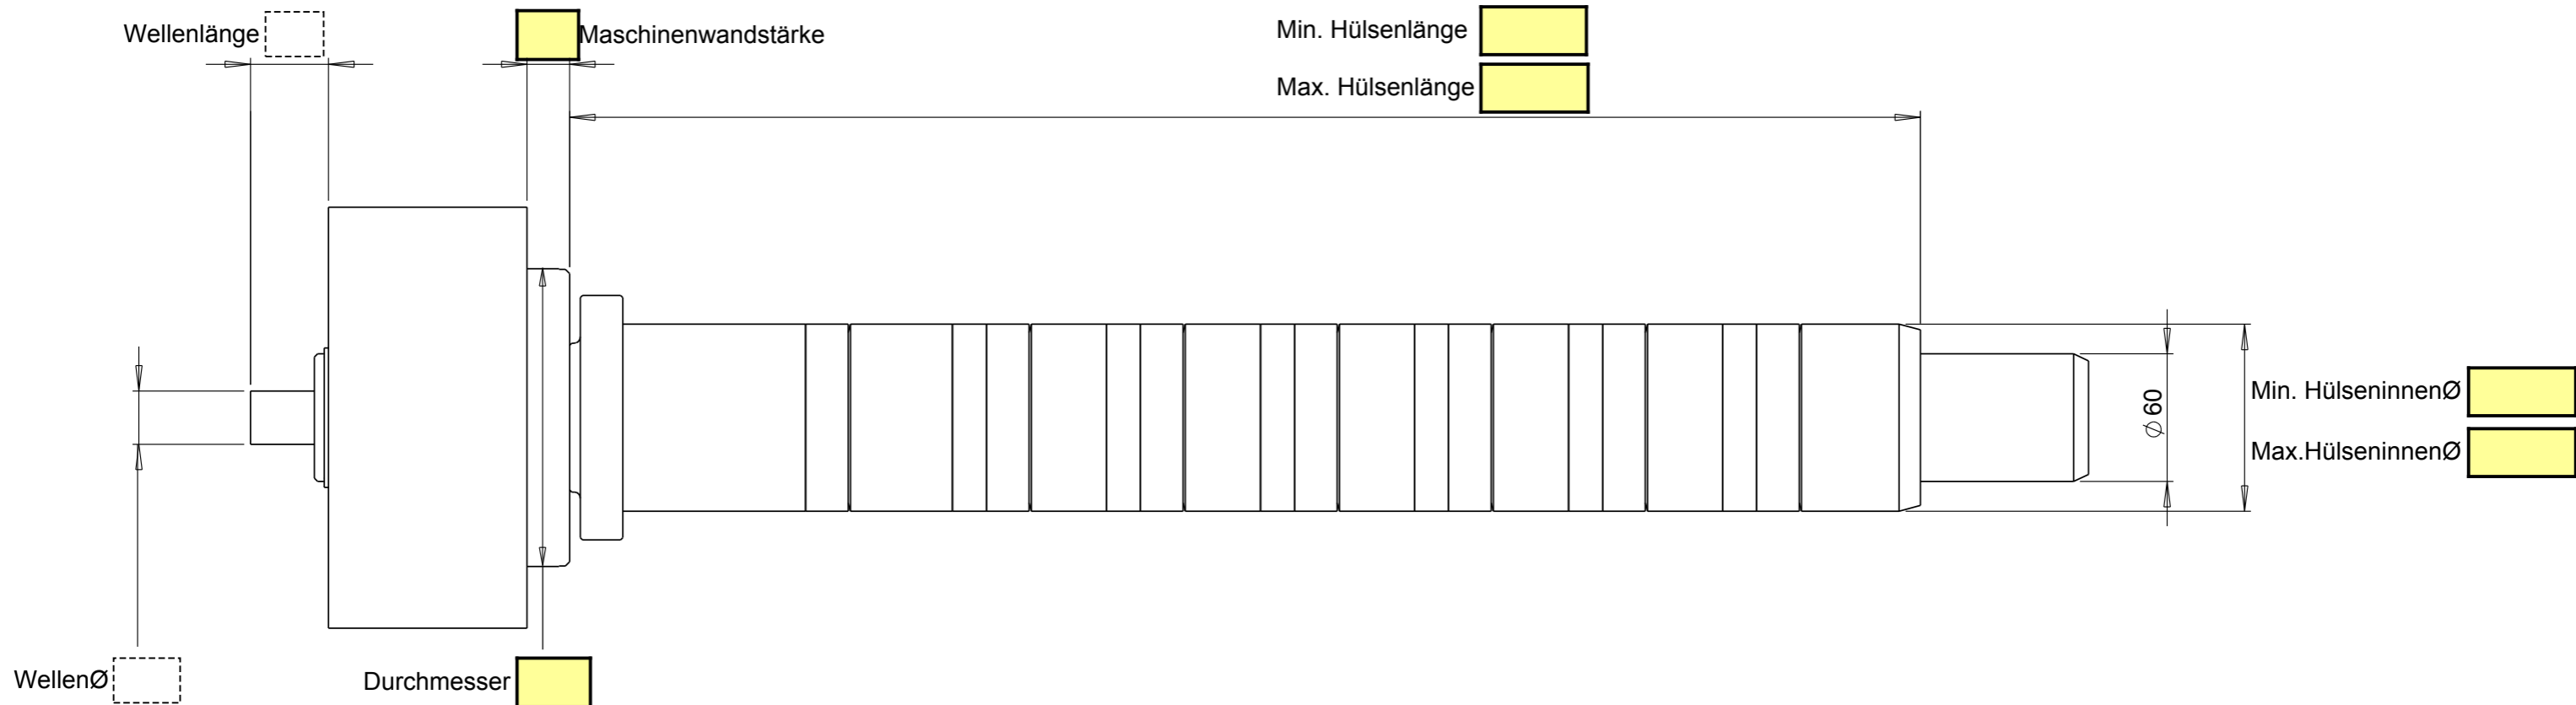 Wellenlänge
Maschinenwandstärke
Min. Hülsenlänge
Max. Hülsenlänge
Min. HülseninnenØ
Max.HülseninnenØ
∅ 60
WellenØ
Durchmesser